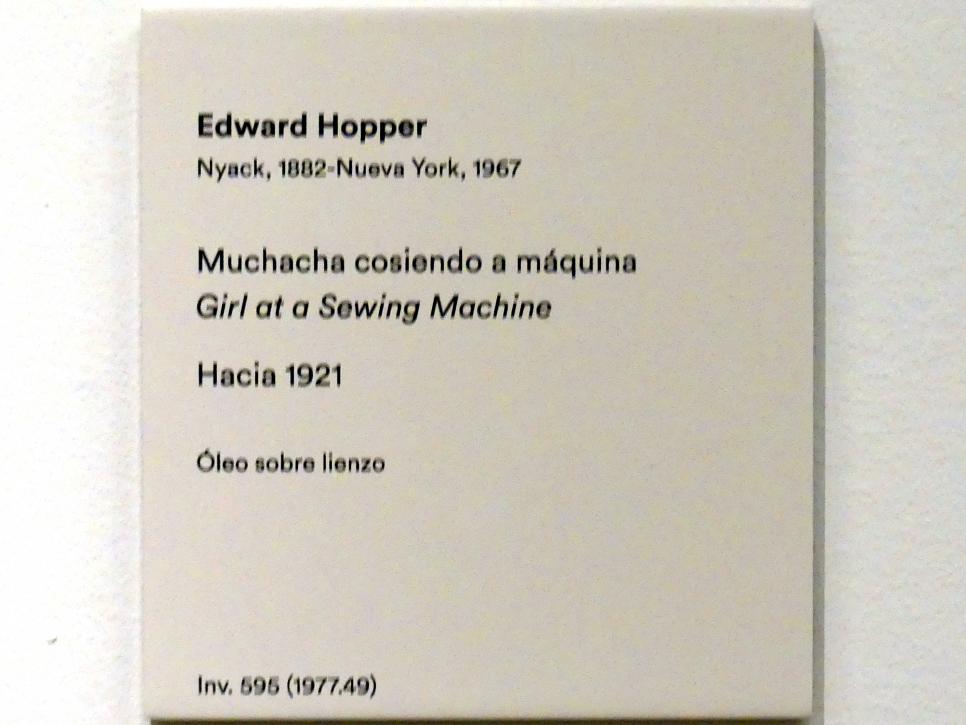 Edward Hopper
Nyack, 1882-Nueva York, 1967
Muchacha cosiendo a máquina
Girl at a Sewing Machine
Hacia 1921
Óleo sobre lienzo
Inv. 595 (1977.49)